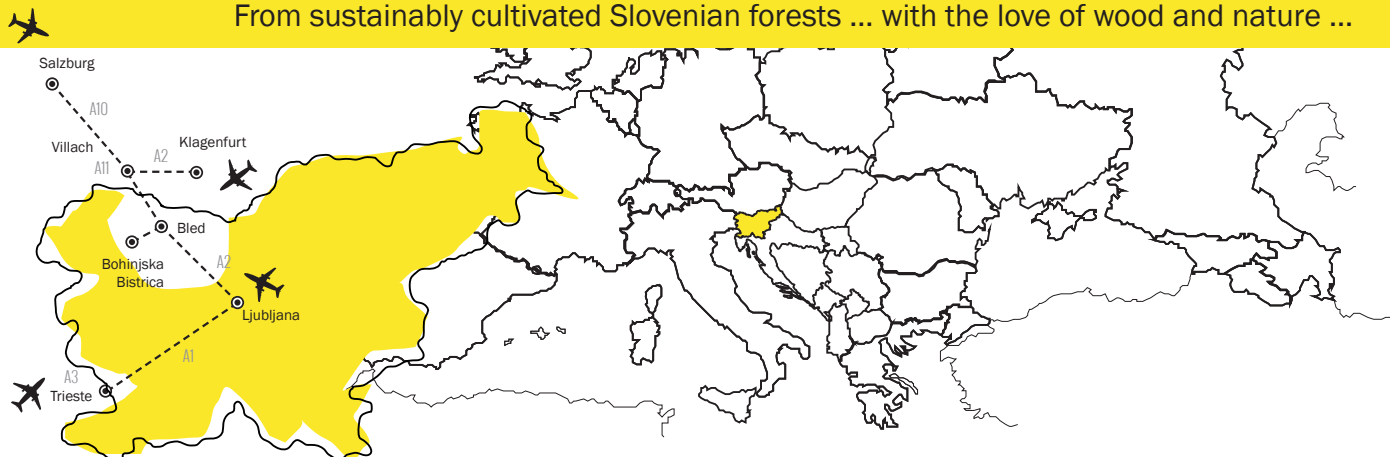 From sustainably cultivated Slovenian forests ... with the love of wood and nature ...
Salzburg
A10
Villach
Klagenfurt
A11
A2
Bled
Bohinjska
Bistrica
A2
Ljubljana
A1
A3
Trieste